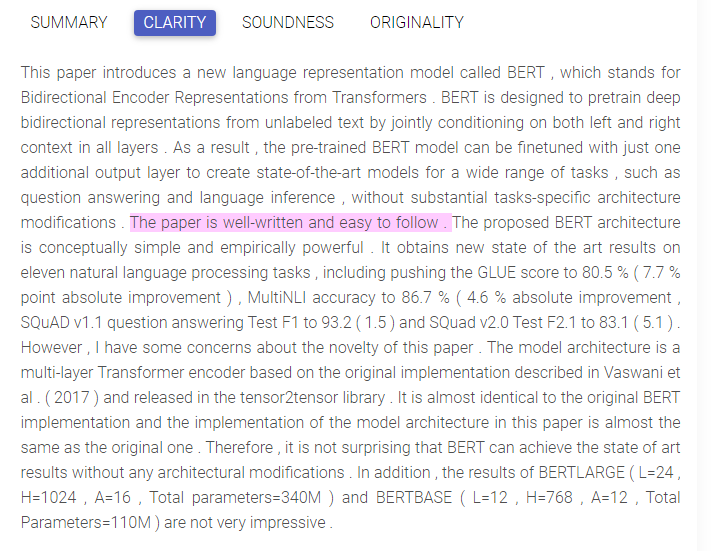 SUMMARY CLARITY SOUNDNESS ORIGINALITY
This paper introduces a new language representation model called BERT , which stands for
Bidirectional Encoder Representations from Transformers . BERT is designed to pretrain deep
bidirectional representations from unlabeled text by jointly conditioning on both left and right
context in all layers . As a result , the pre-trained BERT model can be finetuned with just one
additional output layer to create state-of-the-art models for a wide range of tasks , such as
question answering and language inference , without substantial tasks-specific architecture
modifications . The paper is well-written and easy to follow . The proposed BERT architecture
is conceptually simple and empirically powerful . It obtains new state of the art results on
eleven natural language processing tasks , including pushing the GLUE score to 80.5 % ( 7.7 %
point absolute improvement ) , MultiNLI accuracy to 86.7 % ( 4.6 % absolute improvement ,
SQuAD v1.1 question answering Test F1 to 93.2 ( 1.5 ) and SQuad v2.0 Test F2.1 to 83.1 ( 5.1 ) .
However , I have some concerns about the novelty of this paper . The model architecture is a
multi-layer Transformer encoder based on the original implementation described in Vaswani et
al . ( 2017 ) and released in the tensor2tensor library . It is almost identical to the original BERT
implementation and the implementation of the model architecture in this paper is almost the
same as the original one . Therefore , it is not surprising that BERT can achieve the state of art
results without any architectural modifications . In addition , the results of BERTLARGE ( L=24 ,
H=1024 , A=16 , Total parameters=340M ) and BERTBASE ( L=12 , H=768 , A=12 , Total
Parameters=110M ) are not very impressive .